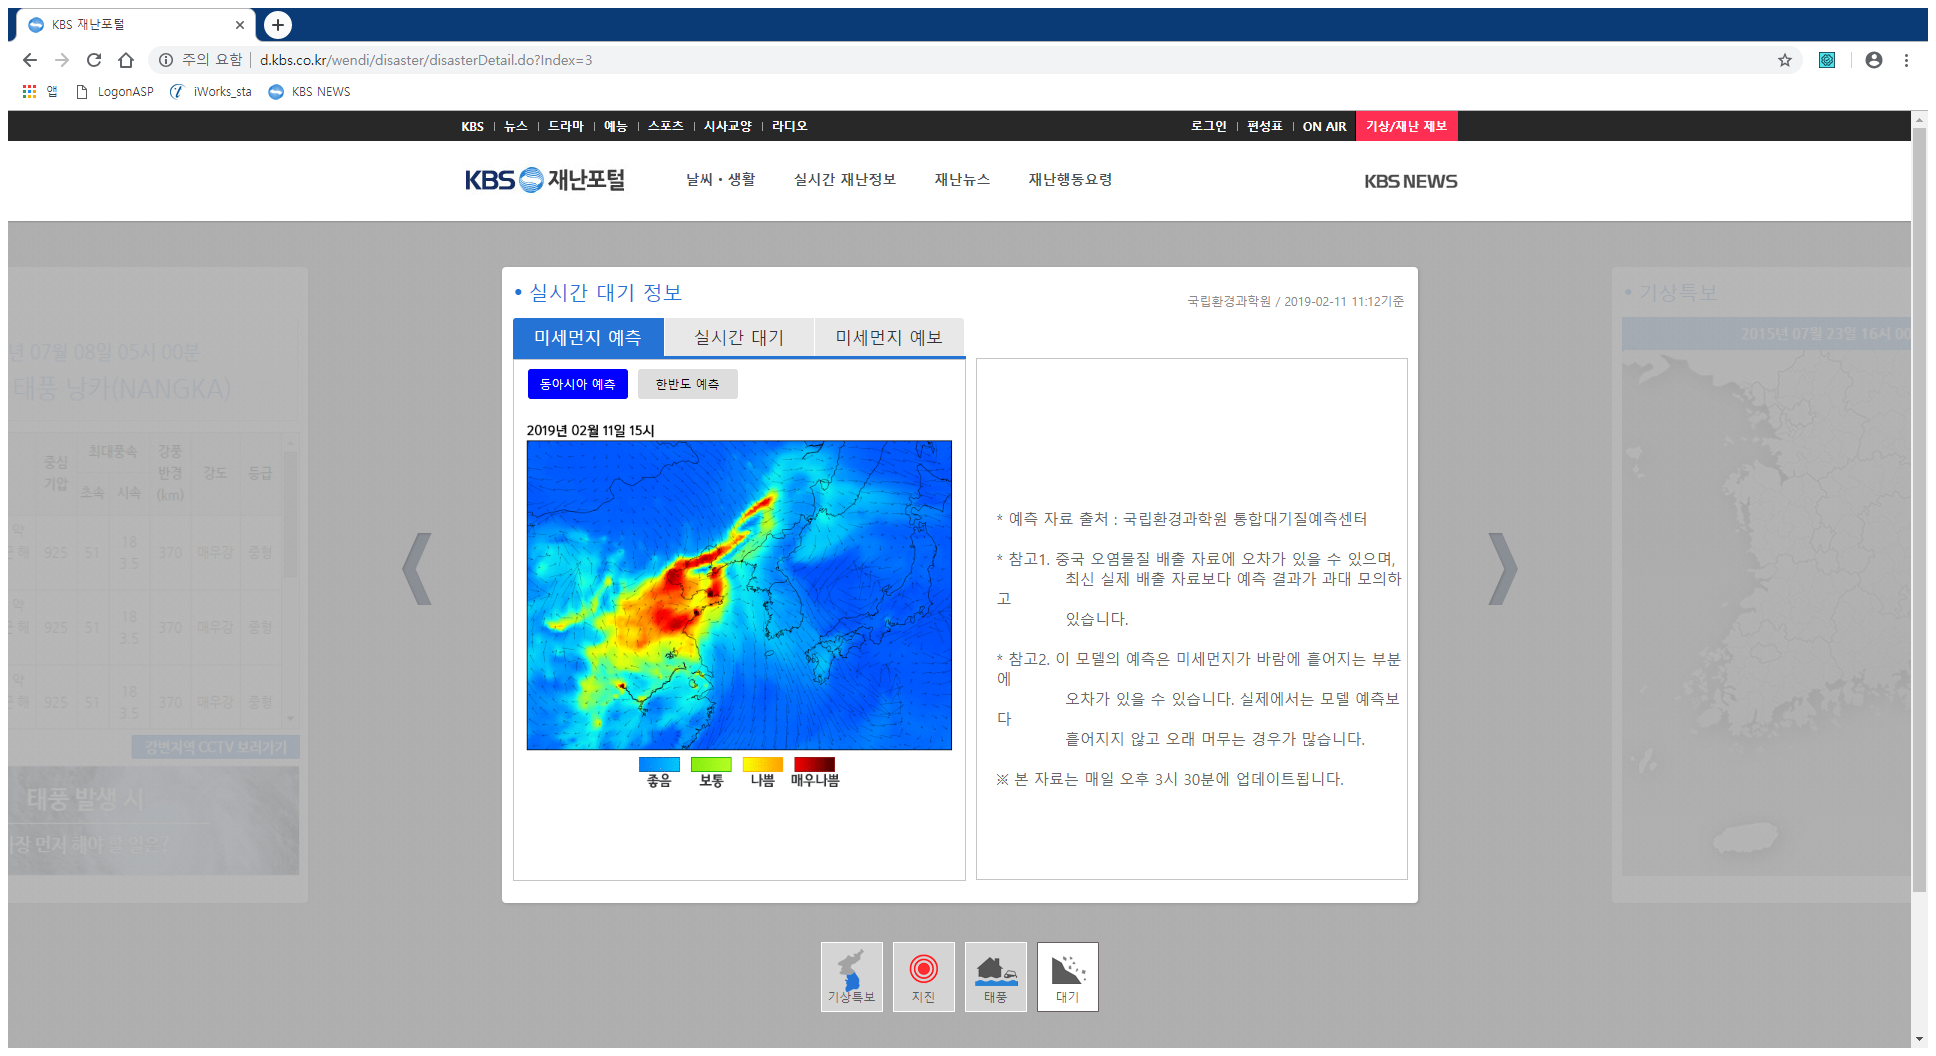 KBS 재난포털
주의 요함 d.kbs.co.kr/wendi/disaster/disasterDetail.do?Index=3
앱 LogonASP iWorks_sta KBS NEWS
KBS 뉴스 드라마 예능 스포츠 시사교양 라디오 로그인 편성표 ON AIR 기상/재난 제보
KBS 재난포털 날씨・생활 실시간 재난정보 재난뉴스 재난행동요령 KBS NEWS
• 실시간 대기 정보
국립환경과학원 / 2019-02-11 11:12기준
미세먼지 예측 실시간 대기 미세먼지 예보
동아시아 예측 한반도 예측
2019년 02월 11일 15시
좋음 보통 나쁨 매우나쁨
* 예측 자료 출처 : 국립환경과학원 통합대기질예측센터
* 참고1. 중국 오염물질 배출 자료에 오차가 있을 수 있으며,
최신 실제 배출 자료보다 예측 결과가 과대 모의하
고
있습니다.
* 참고2. 이 모델의 예측은 미세먼지가 바람에 흩어지는 부분
에
오차가 있을 수 있습니다. 실제에서는 모델 예측보
다
흩어지지 않고 오래 머무는 경우가 많습니다.
※ 본 자료는 매일 오후 3시 30분에 업데이트됩니다.
년 07월 08일 05시 00분
태풍 낭카(NANGKA)
중심 기압 최대풍속 강풍 반경 (km) 강도 등급
초속 시속
925 51 18 3.5 370 매우강 중형
925 51 18 3.5 370 매우강 중형
925 51 18 3.5 370 매우강 중형
강변지역 CCTV 보러가기
태풍 발생 시
장 먼저 해야 할 일은?
• 기상특보
2015년 07월 23일 16시 00
기상특보 지진 태풍 대기